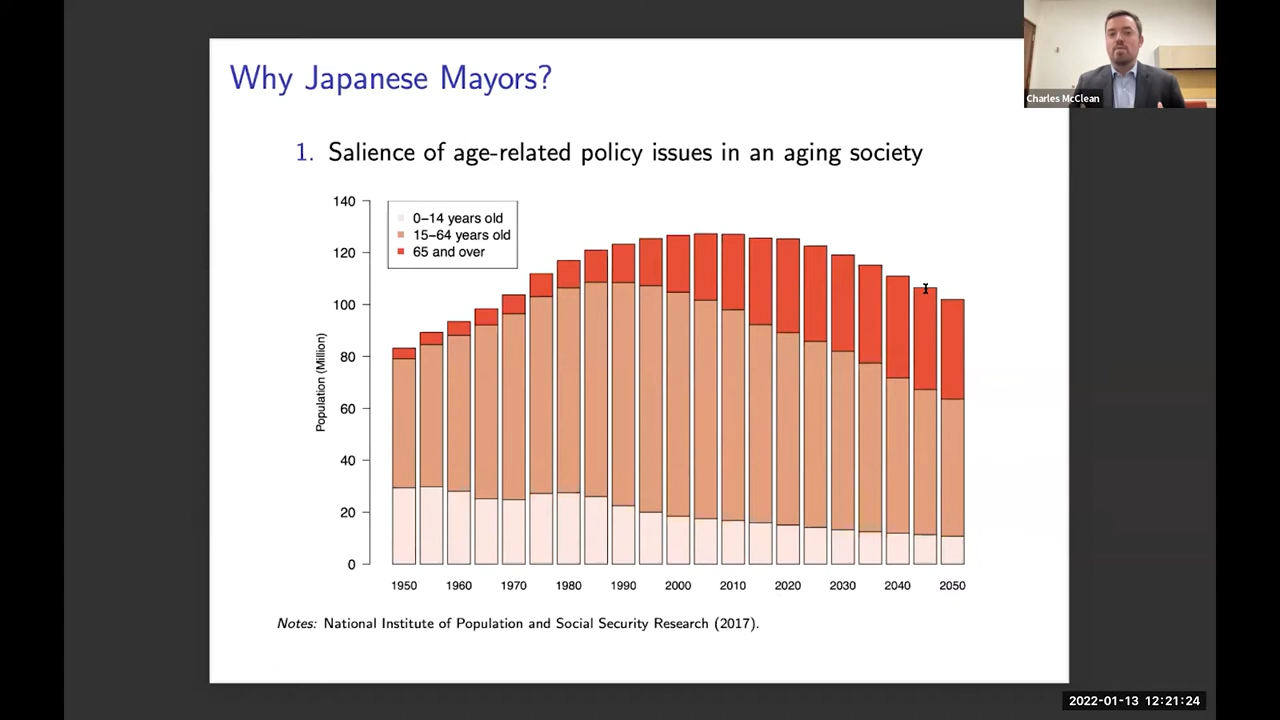 Why Japanese Mayors?
Charles McClean
1. Salience of age-related policy issues in an aging society
0–14 years old
15–64 years old
65 and over
Population (Million)
140
120
100
80
60
40
20
0
1950 1960 1970 1980 1990 2000 2010 2020 2030 2040 2050
Notes: National Institute of Population and Social Security Research (2017).
2022-01-13 12:21:24